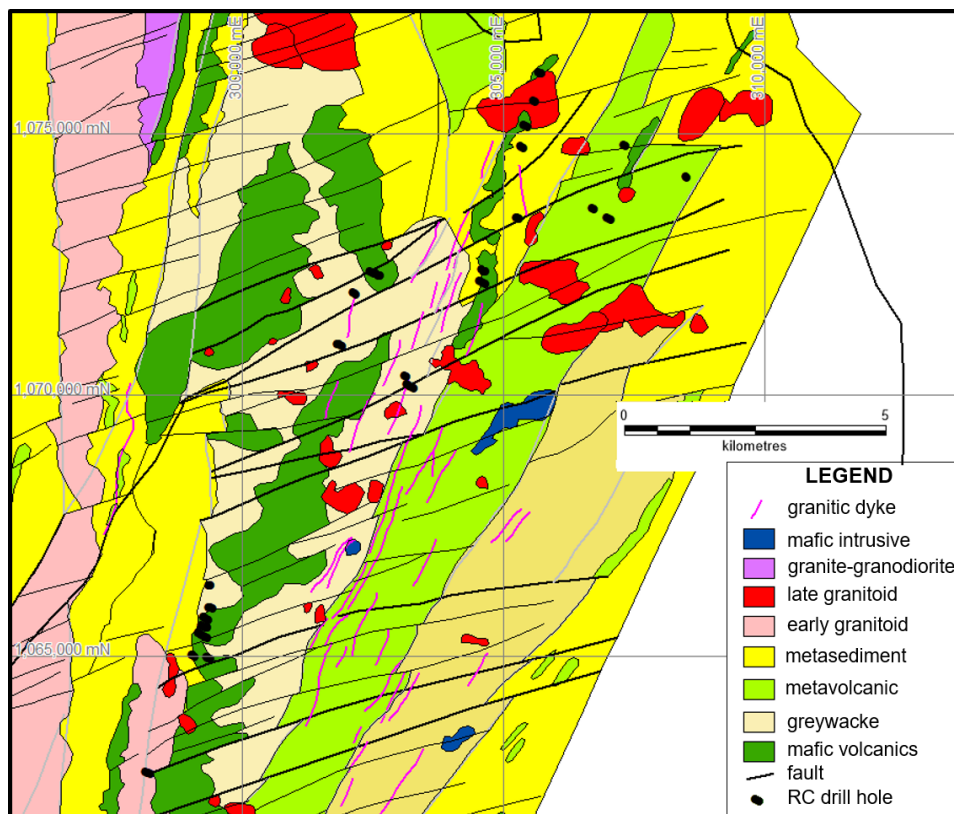 300,000 mE
305,000 mE
310,000 mE
1,075,000 mN
1,070,000 mN
0 5
kilometres
LEGEND
granitic dyke
mafic intrusive
granite-granodiorite
late granitoid
early granitoid
metasediment
metavolcanic
greywacke
mafic volcanics
fault
RC drill hole
1,065,000 mN